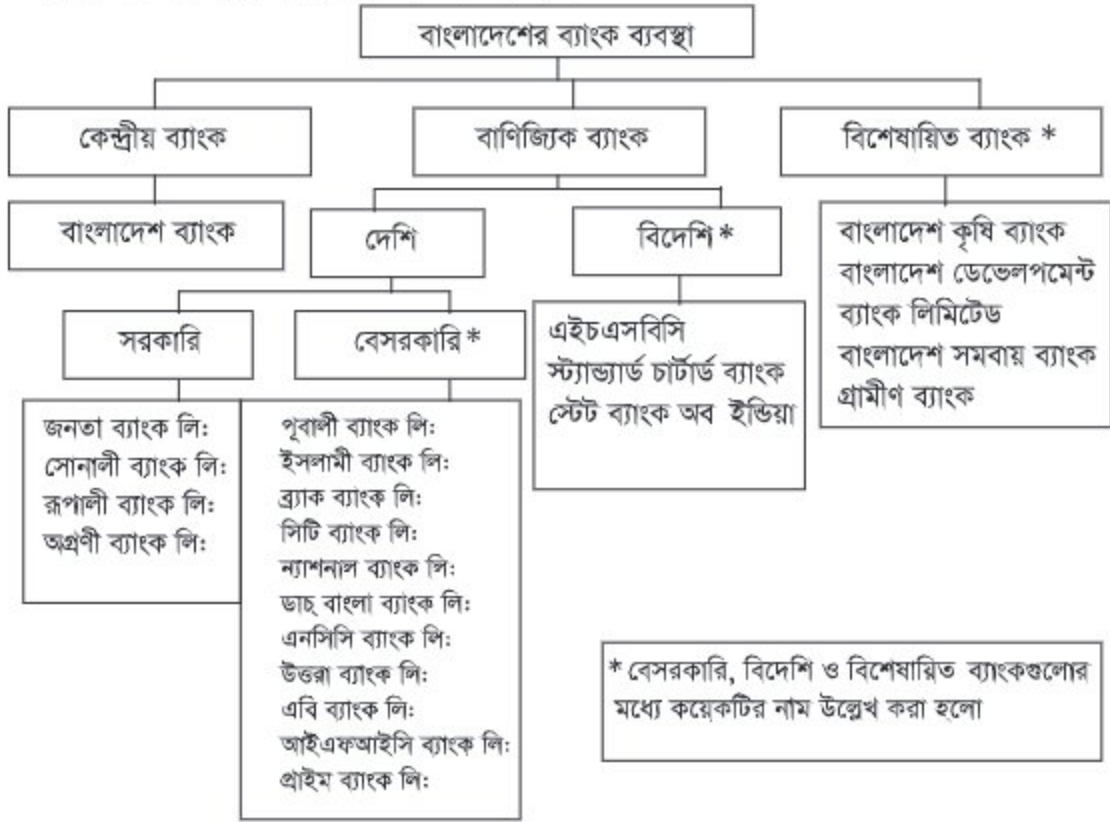 বাংলাদেশের ব্যাংক ব্যবস্থা
কেন্দ্রীয় ব্যাংক
বাণিজ্যিক ব্যাংক
বিশেষায়িত ব্যাংক *
বাংলাদেশ ব্যাংক
দেশি
বিদেশি *
বাংলাদেশ কৃষি ব্যাংক
বাংলাদেশ ডেভেলপমেন্ট
ব্যাংক লিমিটেড
বাংলাদেশ সমবায় ব্যাংক
গ্রামীণ ব্যাংক
সরকারি
বেসরকারি *
এইচএসবিসি
স্ট্যান্ড্যার্ড চার্টার্ড ব্যাংক
স্টেট ব্যাংক অব ইন্ডিয়া
জনতা ব্যাংক লি:
সোনালী ব্যাংক লি:
রূপালী ব্যাংক লি:
অগ্রণী ব্যাংক লি:
পূবালী ব্যাংক লি:
ইসলামী ব্যাংক লি:
ব্র্যাক ব্যাংক লি:
সিটি ব্যাংক লি:
ন্যাশনাল ব্যাংক লি:
ডাচ্ বাংলা ব্যাংক লি:
এনসিসি ব্যাংক লি:
উত্তরা ব্যাংক লি:
এবি ব্যাংক লি:
আইএফআইসি ব্যাংক লি:
প্রাইম ব্যাংক লি:
* বেসরকারি, বিদেশি ও বিশেষায়িত ব্যাংকগুলোর
মধ্যে কয়েকটির নাম উল্লেখ করা হলো